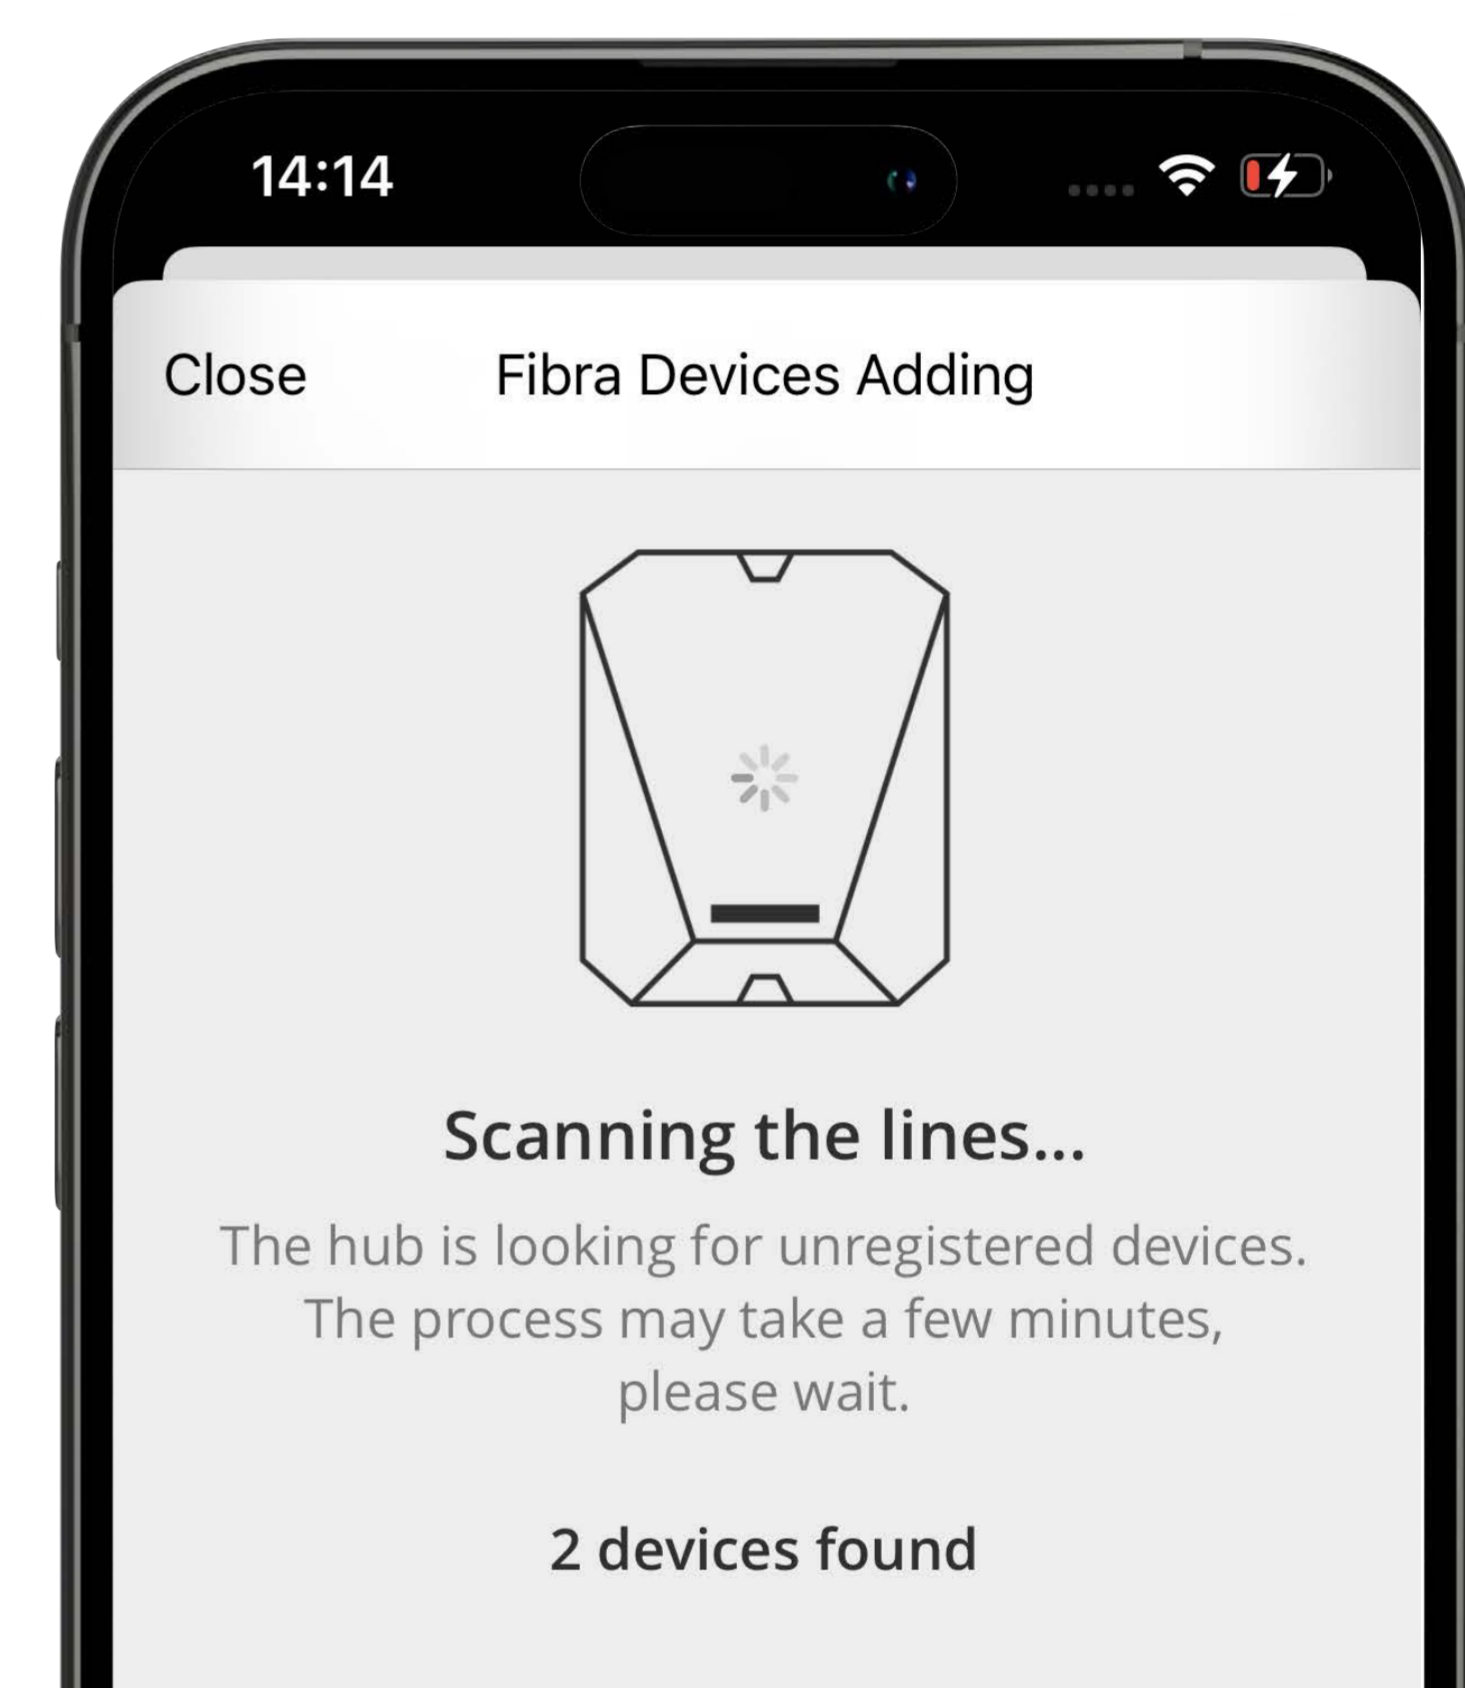 14:14
Close
Fibra Devices Adding
Scanning the lines...
The hub is looking for unregistered devices.
The process may take a few minutes,
please wait.
2 devices found